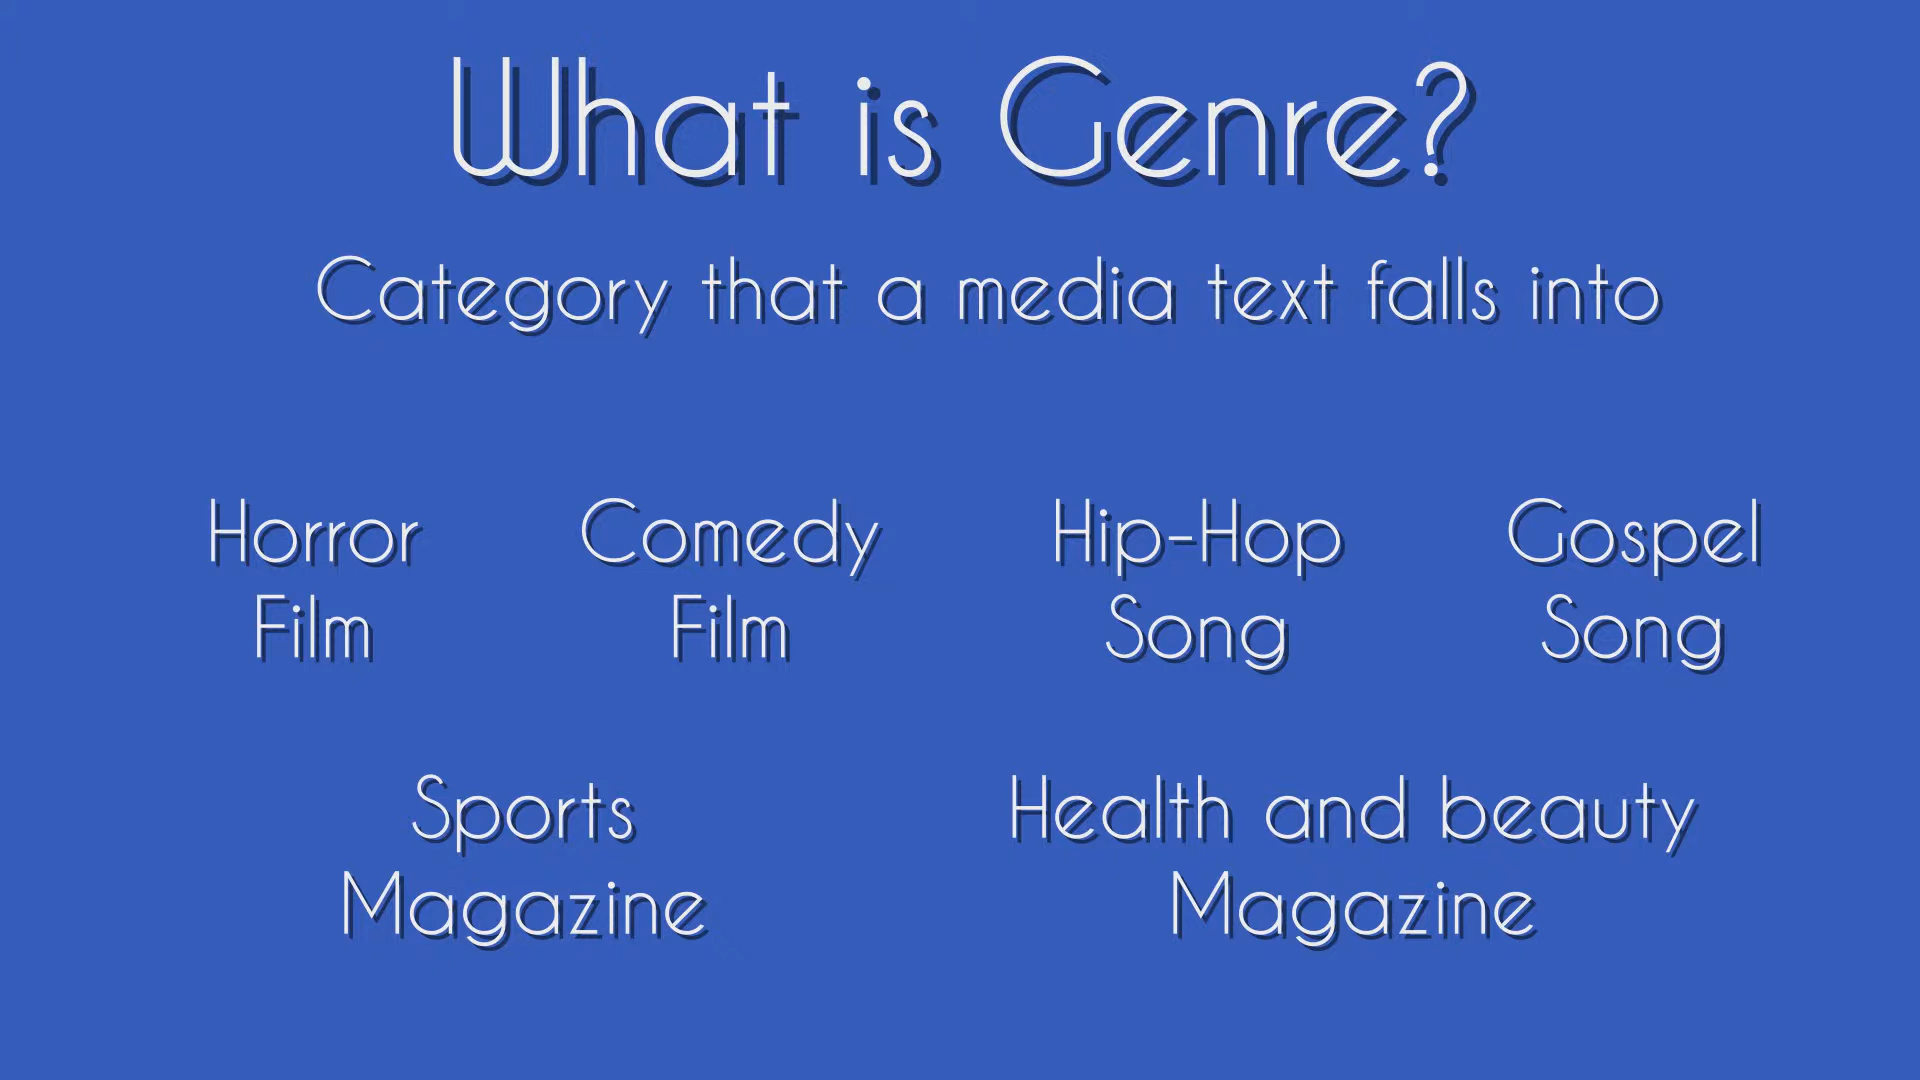 What is Genre?
Category that a media text falls into
Horror
Film
Comedy
Film
Hip-Hop
Song
Gospel
Song
Sports
Magazine
Health and beauty
Magazine